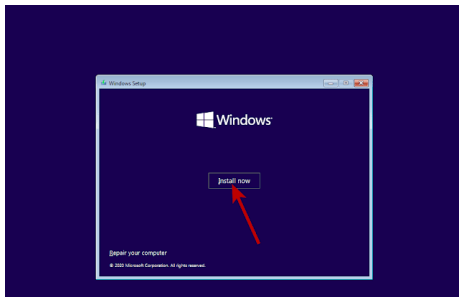 Windows Setup
Windows
Install now
Repair your computer
© 2020 Microsoft Corporation. All rights reserved.